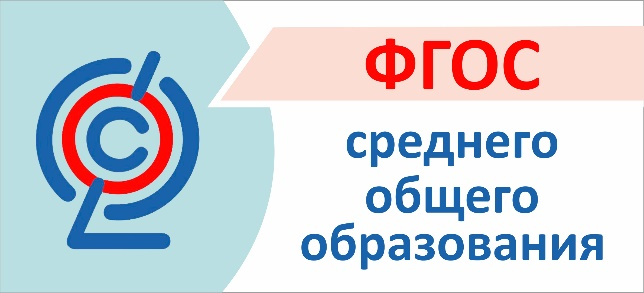 ФГОС
среднего
общего
образования